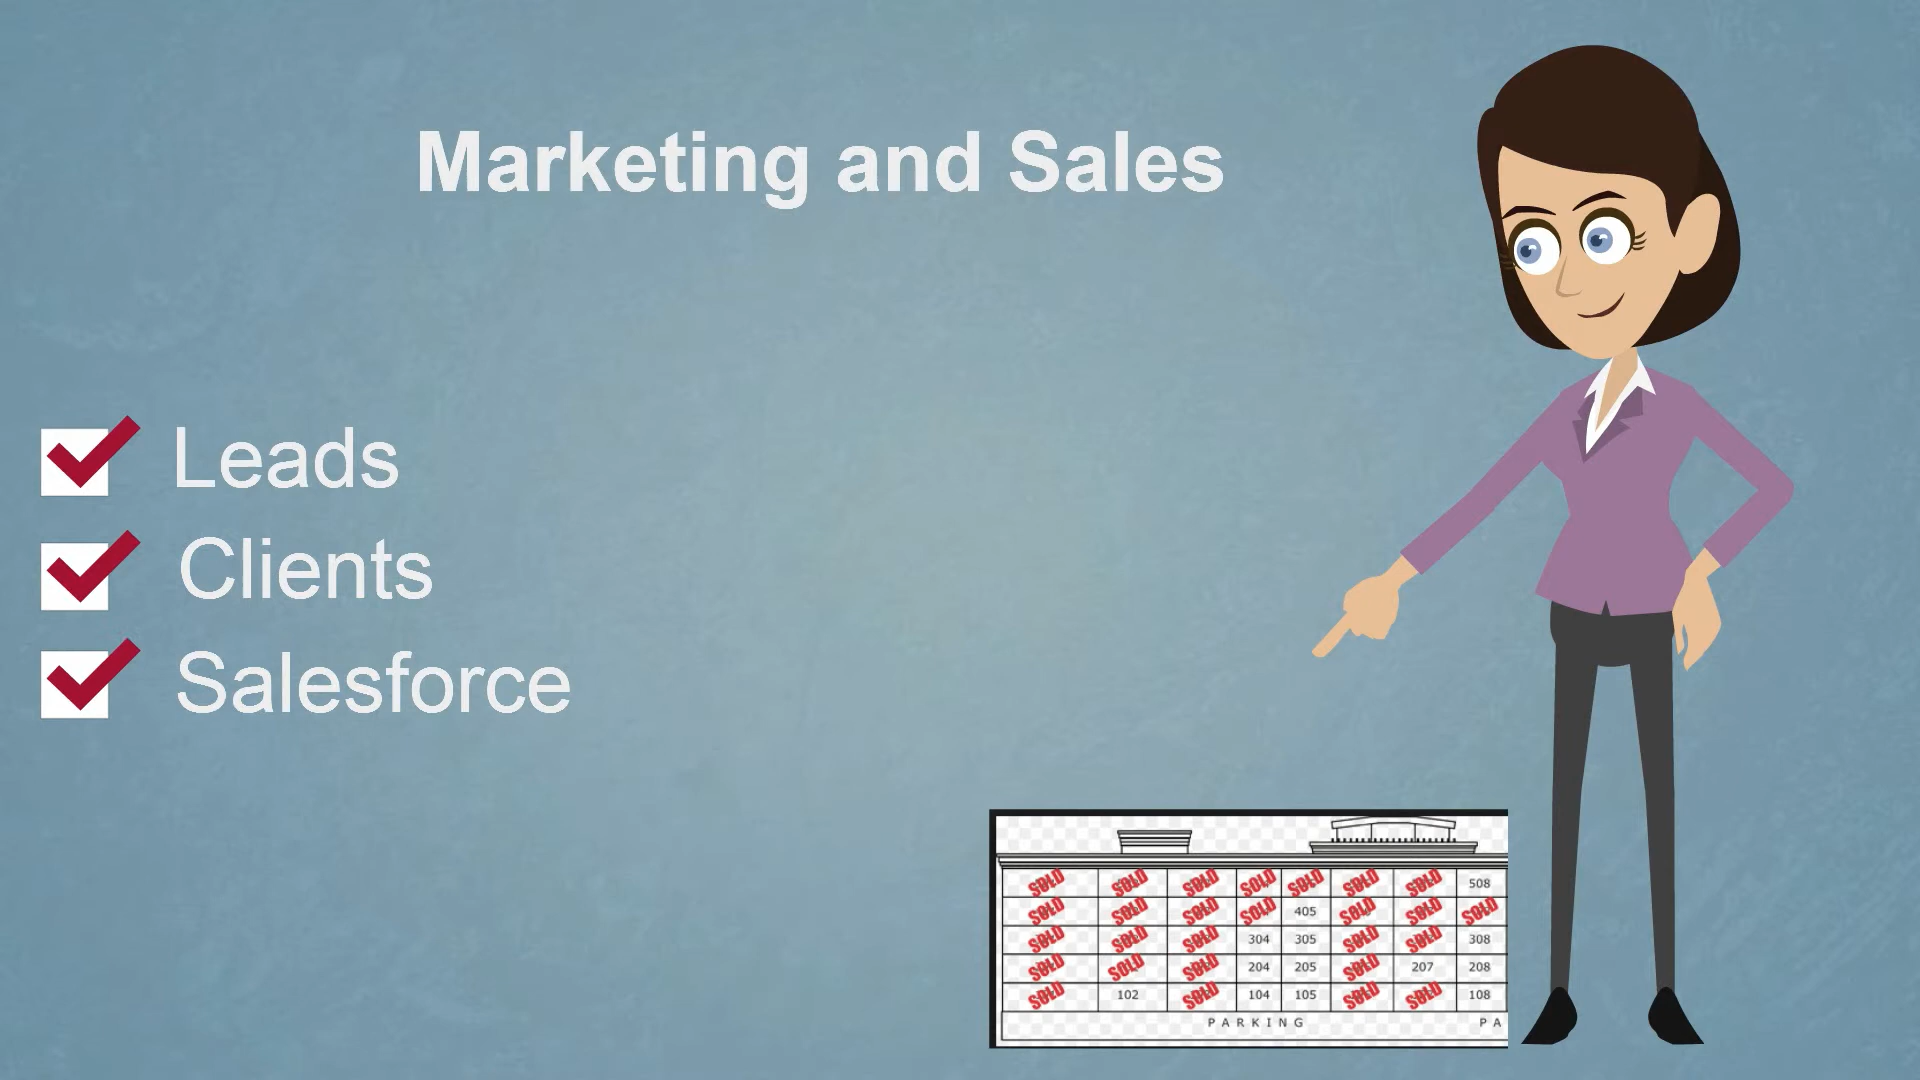 Marketing and Sales
Leads
Clients
Salesforce
SOLD SOLD SOLD SOLD SOLD SOLD SOLD 508
SOLD SOLD SOLD SOLD 405 SOLD SOLD SOLD
SOLD SOLD SOLD 304 305 SOLD SOLD 308
SOLD SOLD SOLD 204 205 SOLD 207 208
SOLD 102 SOLD 104 105 SOLD SOLD 108
PARKING PA